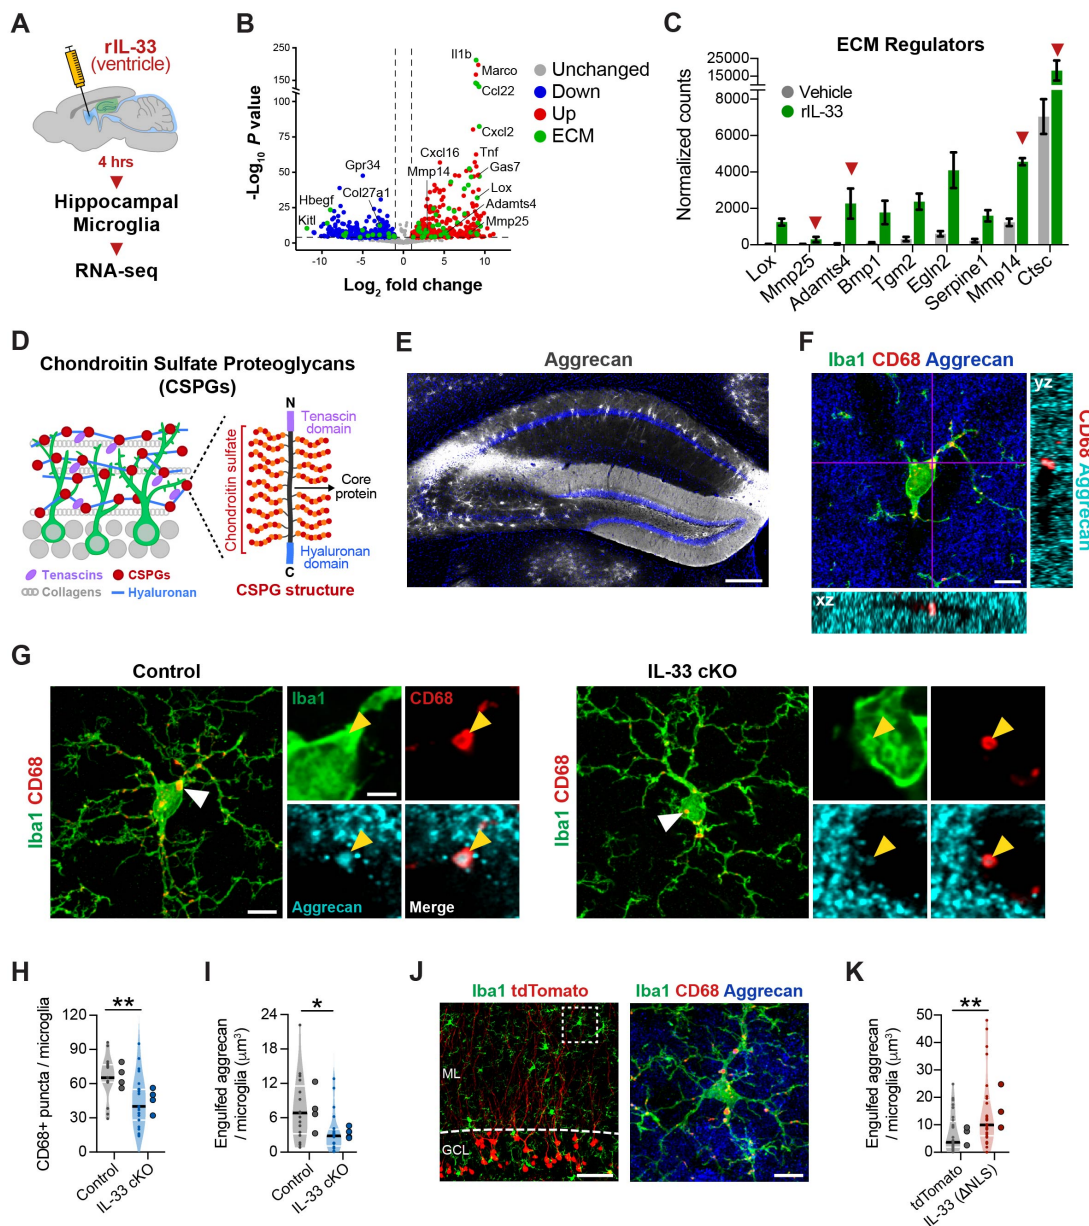 A
rIL-33
(ventricle)
4 hrs
Hippocampal
Microglia
RNA-seq
B
-Log10 P value
250
150
100
75
50
25
0
-10
-5
0
5
10
Log2 fold change
Il1b
Marco
Ccl22
Cxcl2
Tnf
Cxcl16
Gas7
Mmp14
Lox
Adamts4
Mmp25
Gpr34
Col27a1
Hbegf
Kitl
Unchanged
Down
Up
ECM
C
ECM Regulators
Normalized counts
25000
15000
8000
6000
4000
2000
0
Vehicle
rIL-33
Lox
Mmp25
Adamts4
Bmp1
Tgm2
Egln2
Serpine1
Mmp14
Ctsc
D
Chondroitin Sulfate Proteoglycans
(CSPGs)
N
Tenascin
domain
Chondroitin sulfate
Core
protein
Hyaluronan
domain
C
CSPG structure
Tenascins
CSPGs
Collagens
Hyaluronan
E
Aggrecan
F
Iba1 CD68 Aggrecan
yz
CD68 Aggrecan
xz
G
Control
Iba1 CD68
Iba1
CD68
Aggrecan
Merge
IL-33 cKO
Iba1 CD68
H
CD68+ puncta / microglia
120
90
60
30
0
**
Control
IL-33 cKO
I
Engulfed aggrecan
/ microglia (μm³)
24
18
12
6
0
*
Control
IL-33 cKO
J
Iba1 tdTomato
ML
GCL
Iba1 CD68 Aggrecan
K
Engulfed aggrecan
/ microglia (μm³)
50
40
30
20
10
0
**
tdTomato
IL-33 (ΔNLS)